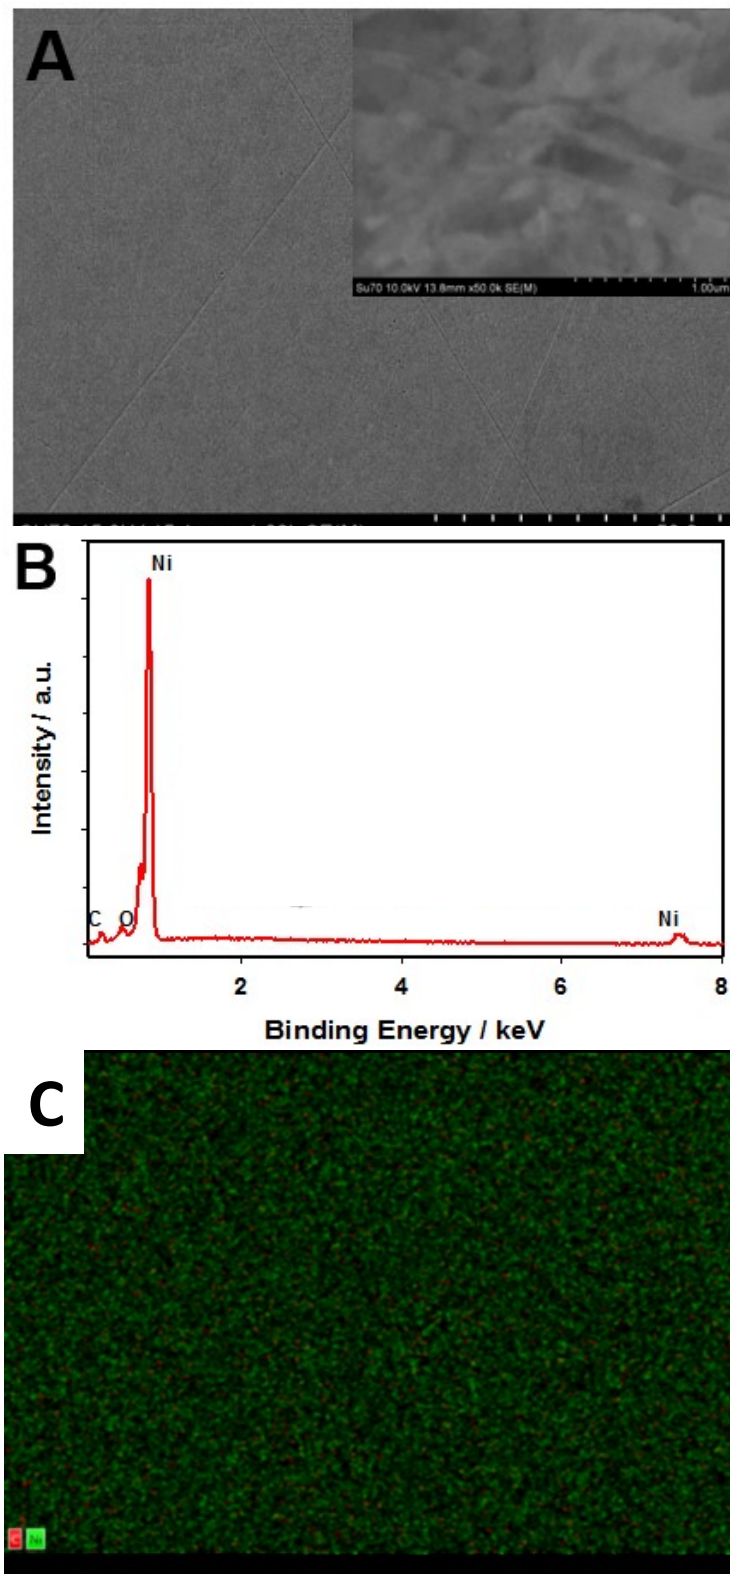 A
Su70 10.0kV 13.8mm x50.0k SE(M)
1.00um
B
Ni
C
O
Ni
Intensity / a.u.
2
4
6
8
Binding Energy / keV
C
Ni